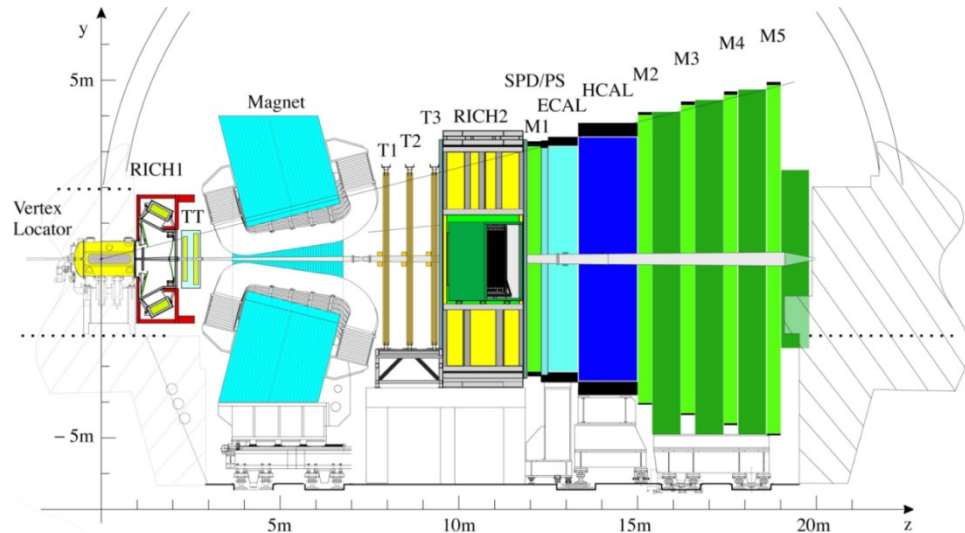 y
5m
Vertex
Locator
RICH1
TT
Magnet
T1
T2
T3
RICH2
M1
SPD/PS
ECAL
HCAL
M2
M3
M4
M5
− 5m
5m
10m
15m
20m
z